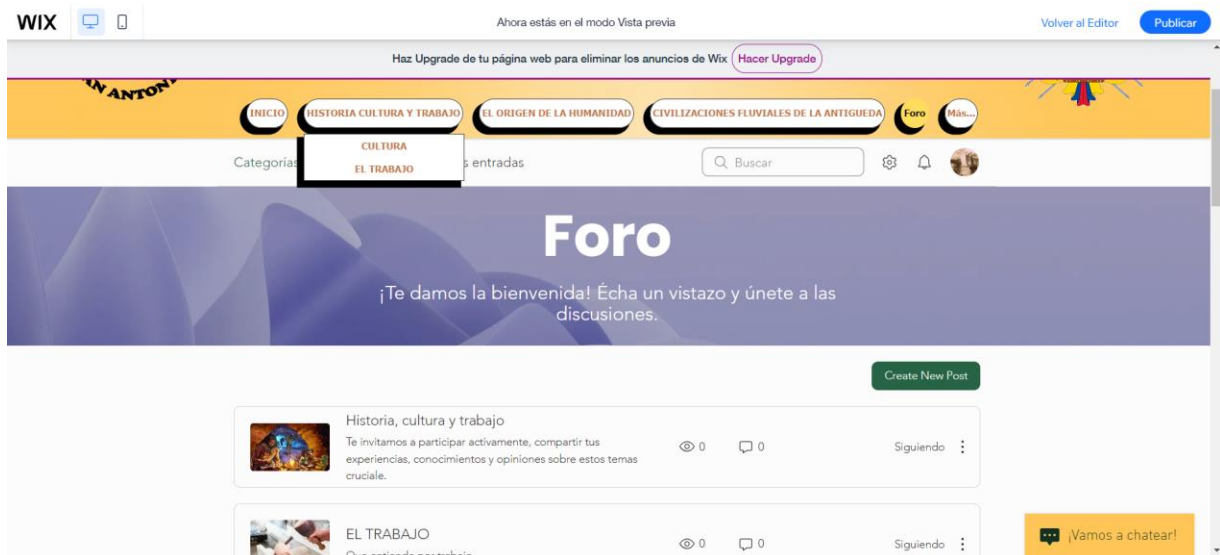 WIX
Ahora estás en el modo Vista previa
Volver al Editor
Publicar
Haz Upgrade de tu página web para eliminar los anuncios de Wix
Hacer Upgrade
AN ANTON
INICIO
HISTORIA CULTURA Y TRABAJO
EL ORIGEN DE LA HUMANIDAD
CIVILIZACIONES FLUVIALES DE LA ANTIGUEDA
Foro
Más...
CULTURA
EL TRABAJO
Categorías
s entradas
Buscar
Foro
¡Te damos la bienvenida! Écha un vistazo y únete a las
discusiones.
Create New Post
Historia, cultura y trabajo
Te invitamos a participar activamente, compartir tus
experiencias, conocimientos y opiniones sobre estos temas
cruciale.
0
0
Siguiendo
EL TRABAJO
0
0
Siguiendo
¡Vamos a chatear!